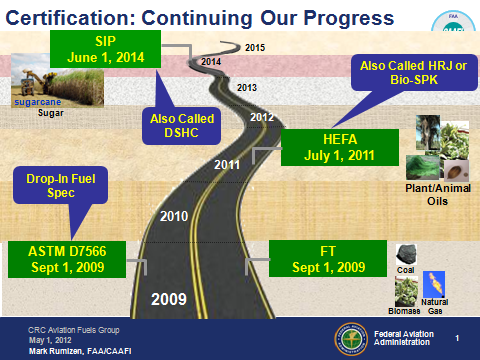 Certification: Continuing Our Progress
FAA
SIP
June 1, 2014
2015
2014
2013
2012
2011
2010
2009
sugarcane
Sugar
Also Called
DSHC
Also Called HRJ or
Bio-SPK
HEFA
July 1, 2011
Plant/Animal
Oils
Drop-In Fuel
Spec
ASTM D7566
Sept 1, 2009
FT
Sept 1, 2009
Coal
Biomass
Natural
Gas
CRC Aviation Fuels Group
May 1, 2012
Mark Rumizen, FAA/CAAFI
Federal Aviation
Administration
1